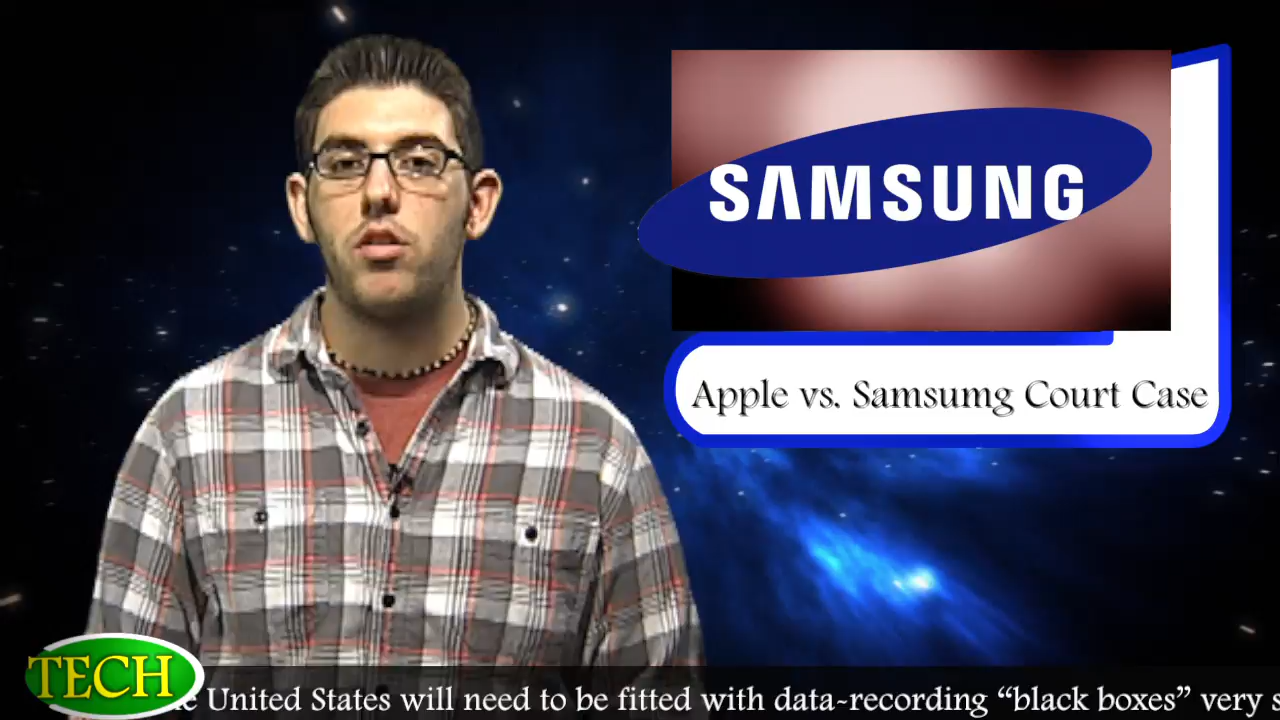 SAMSUNG
Apple vs. Samsumg Court Case
TECH
United States will need to be fitted with data-recording “black boxes” very